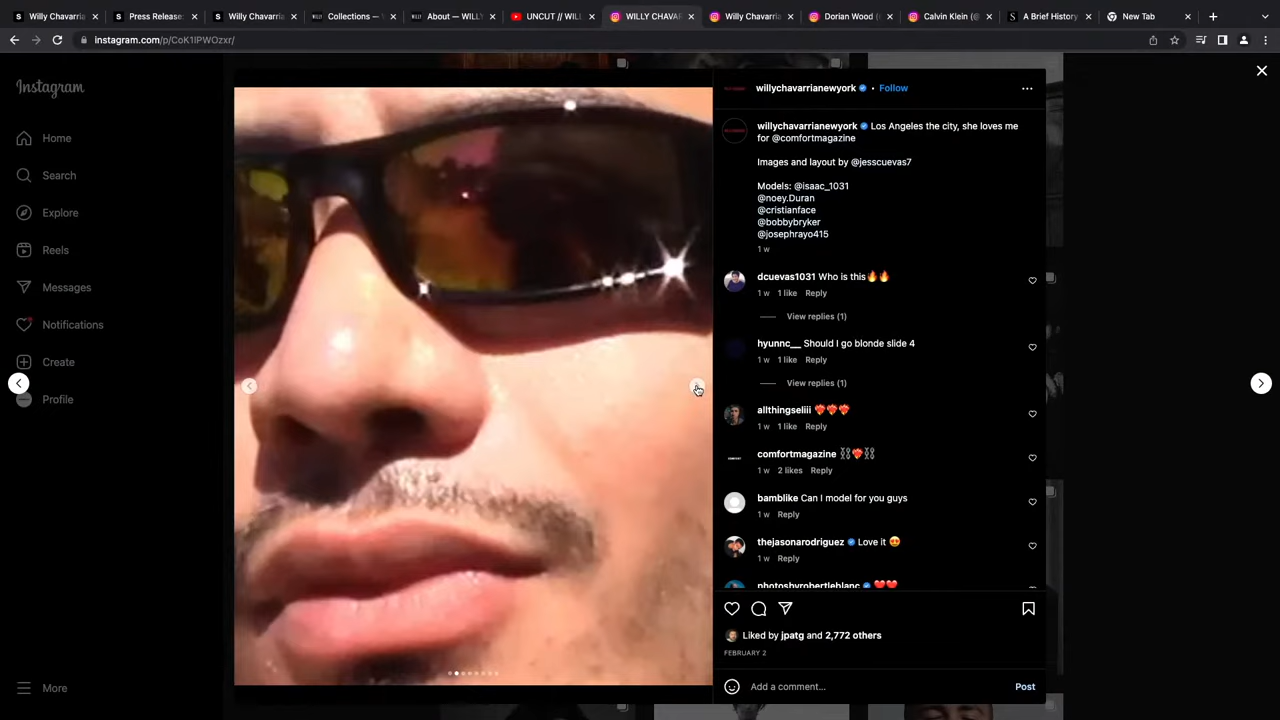 Willy Chavarria
Press Release:
Willy Chavarria
Collections — 
About — WILLY
UNCUT // WILL
WILLY CHAVAR
Willy Chavarria
Dorian Wood (
Calvin Klein (
A Brief History
New Tab
instagram.com/p/CoK1lPWOzxr/
Instagram
Home
Search
Explore
Reels
Messages
Notifications
Create
Profile
More
willychavarrianewyork • Follow
willychavarrianewyork Los Angeles the city, she loves me
for @comfortmagazine
Images and layout by @jesscuevas7
Models: @isaac_1031
@noey.Duran
@cristianface
@bobbybryker
@josephrayo415
1 w
dcuevas1031 Who is this🔥🔥
1 w 1 like Reply
View replies (1)
hyunnc__ Should I go blonde slide 4
1 w 1 like Reply
View replies (1)
allthingseliii ❤️‍🔥❤️‍🔥❤️‍🔥
1 w 1 like Reply
comfortmagazine ⛓️❤️‍🔥⛓️
1 w 2 likes Reply
bamblike Can I model for you guys
1 w Reply
thejasonarodriguez Love it 😍
1 w Reply
photosbyrobertleblanc ❤️❤️
Liked by jpatg and 2,772 others
FEBRUARY 2
Add a comment...
Post